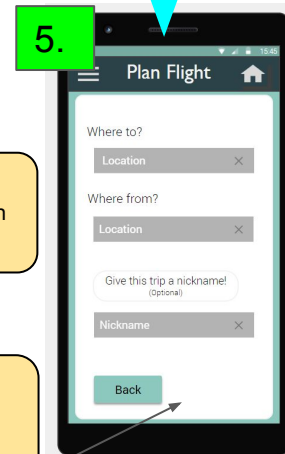 5.
15:45
Plan Flight
Where to?
Location
Where from?
Location
Give this trip a nickname!
(Optional)
Nickname
Back